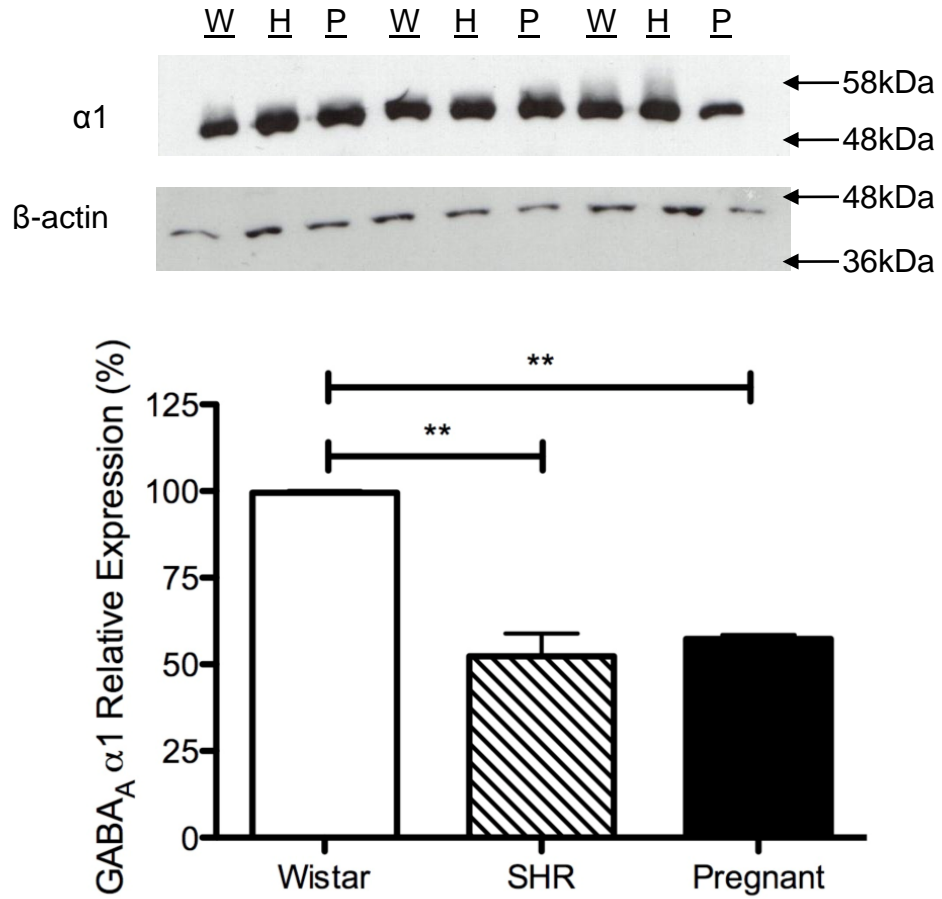 W H P W H P W H P
58kDa
α1
48kDa
48kDa
ß-actin
36kDa
**
**
GABAA α1 Relative Expression (%)
125
100
75
50
25
0
Wistar SHR Pregnant